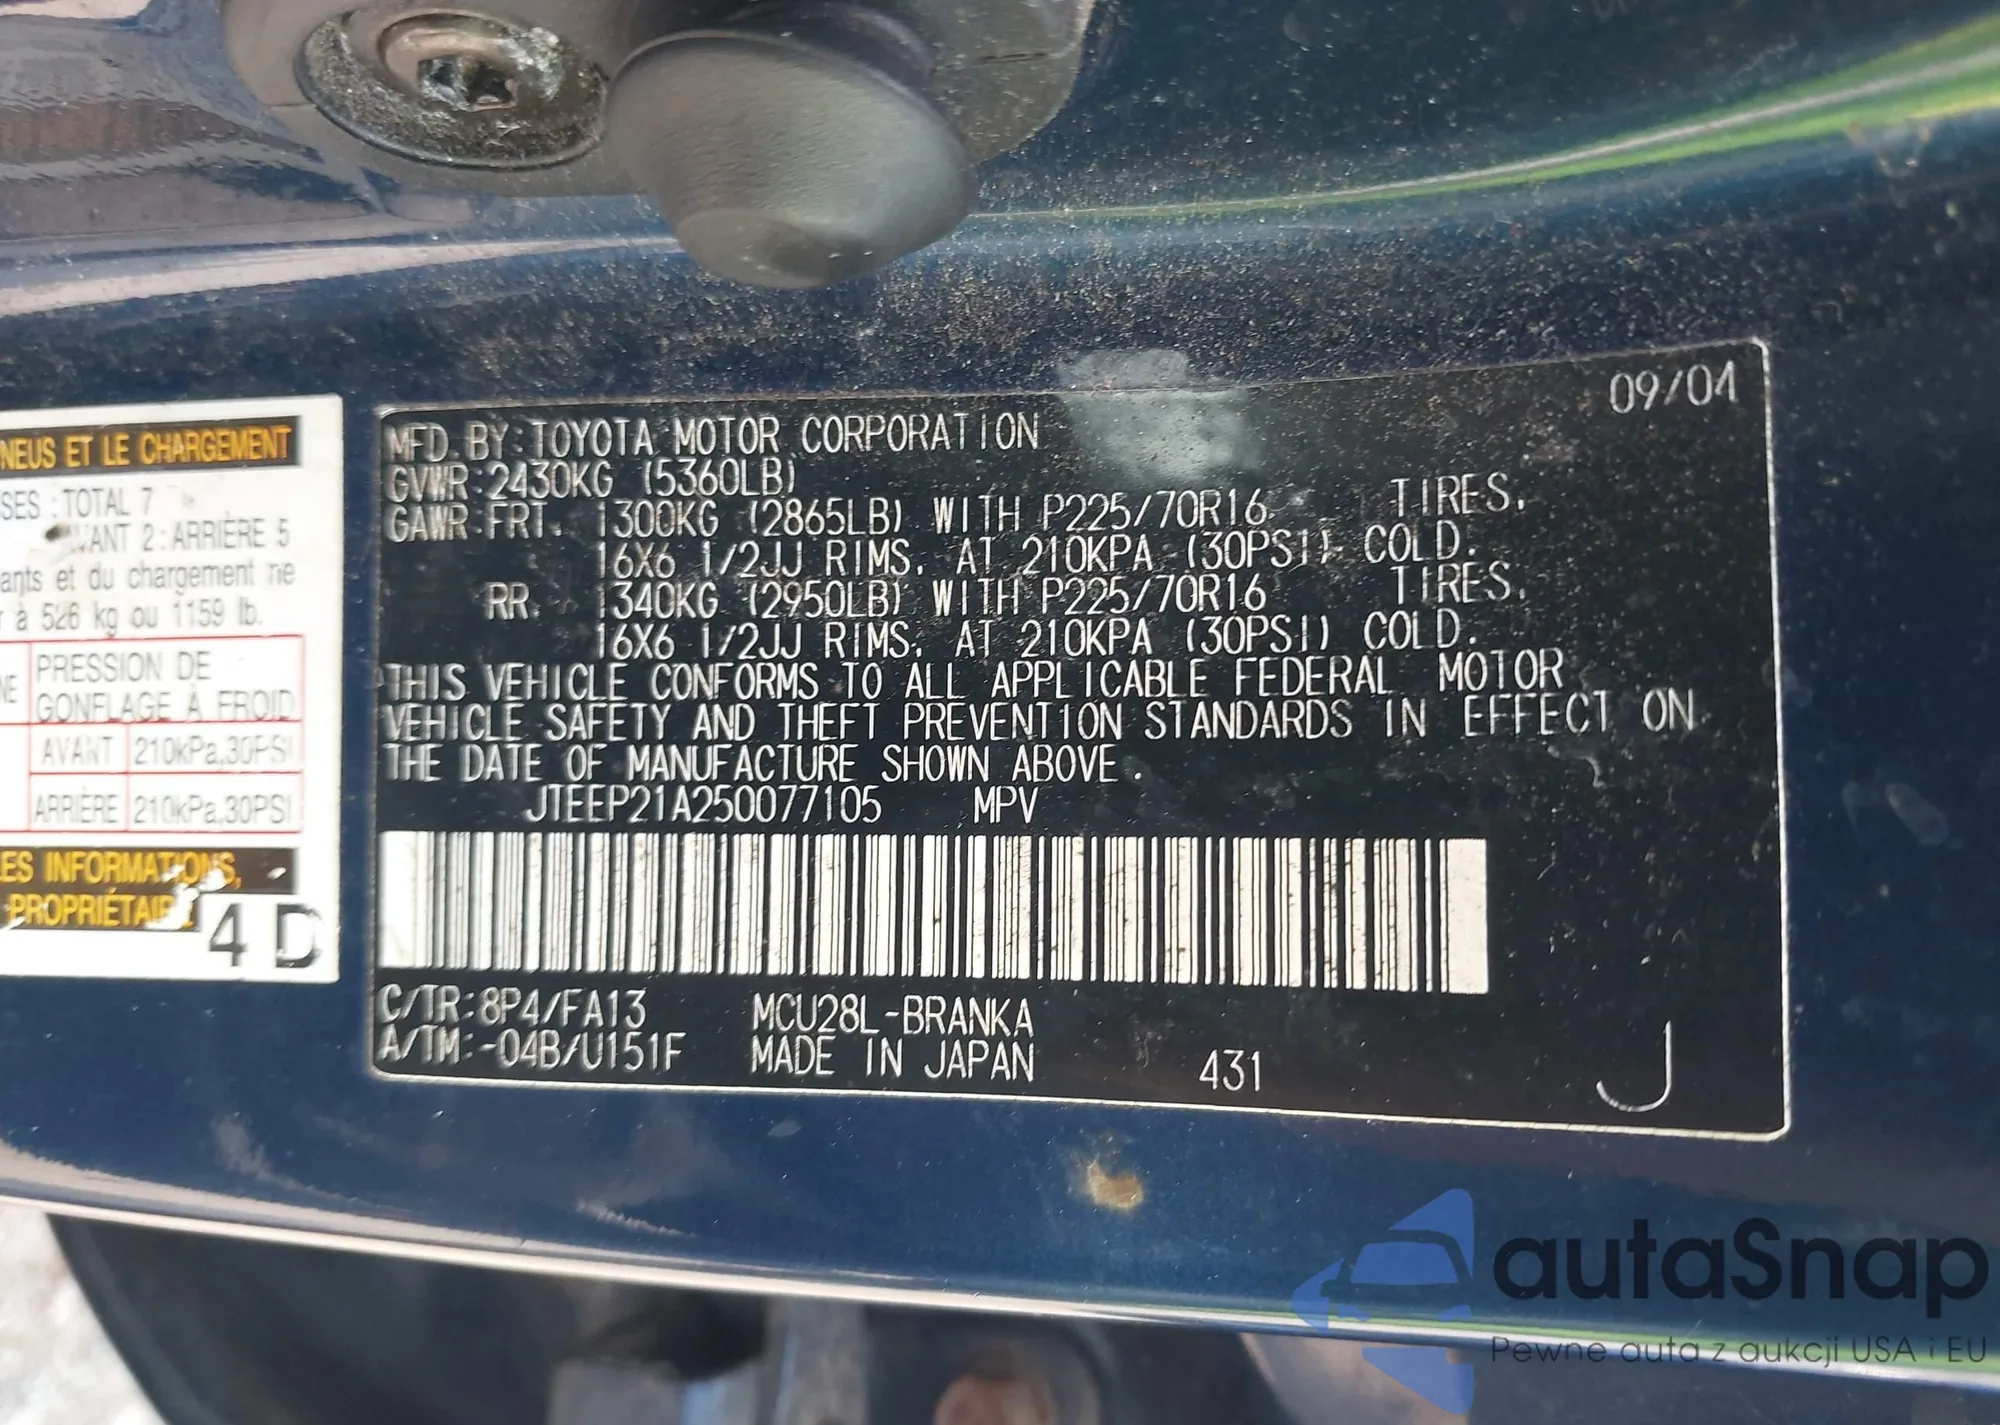 09/04
MFD. BY: TOYOTA MOTOR CORPORATION
GVWR: 2430KG (5360LB)
GAWR: FRT. 1300KG (2865LB) WITH P225/70R16 TIRES,
16X6 1/2JJ RIMS, AT 210KPA (30PSI) COLD.
RR. 1340KG (2950LB) WITH P225/70R16 TIRES,
16X6 1/2JJ RIMS, AT 210KPA (30PSI) COLD.
THIS VEHICLE CONFORMS TO ALL APPLICABLE FEDERAL MOTOR
VEHICLE SAFETY AND THEFT PREVENTION STANDARDS IN EFFECT ON
THE DATE OF MANUFACTURE SHOWN ABOVE.
JTEEP21A250077105 MPV
C/TR: 8P4/FA13 MCU28L-BRANKA
A/TM: -04B/U151F MADE IN JAPAN 431 J
NEUS ET LE CHARGEMENT
SES : TOTAL 7
VANT 2 : ARRIÈRE 5
ants et du chargement ne
r à 526 kg ou 1159 lb.
NE PRESSION DE
GONFLAGE À FROID
AVANT 210kPa,30PSI
ARRIÈRE 210kPa,30PSI
LES INFORMATIONS,
PROPRIÉTAIRE
4 D
autaSnap
Pewne auta z aukcji USA i EU